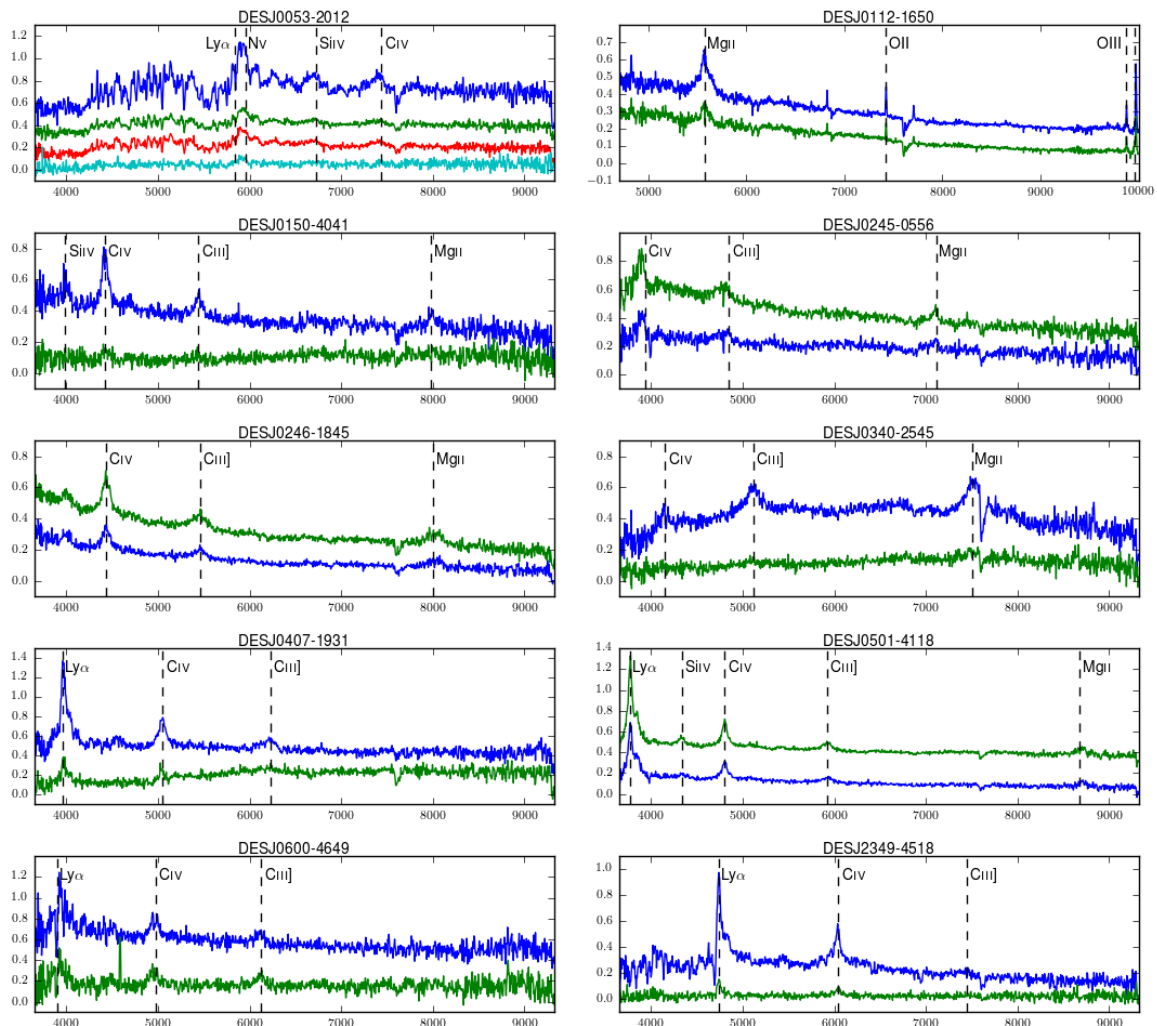 DESJ0053-2012
Lyα Nv SiIV CIV
1.2
1.0
0.8
0.6
0.4
0.2
0.0
4000 5000 6000 7000 8000 9000
DESJ0112-1650
MgII OII OIII
0.7
0.6
0.5
0.4
0.3
0.2
0.1
0.0
−0.1
5000 6000 7000 8000 9000 10000
DESJ0150-4041
SiIV CIV CIII] MgII
0.8
0.6
0.4
0.2
0.0
4000 5000 6000 7000 8000 9000
DESJ0245-0556
CIV CIII] MgII
0.8
0.6
0.4
0.2
0.0
4000 5000 6000 7000 8000 9000
DESJ0246-1845
CIV CIII] MgII
0.8
0.6
0.4
0.2
0.0
4000 5000 6000 7000 8000 9000
DESJ0340-2545
CIV CIII] MgII
0.8
0.6
0.4
0.2
0.0
4000 5000 6000 7000 8000 9000
DESJ0407-1931
Lyα CIV CIII]
1.4
1.2
1.0
0.8
0.6
0.4
0.2
0.0
4000 5000 6000 7000 8000 9000
DESJ0501-4118
Lyα SiIV CIV CIII] MgII
1.4
1.2
1.0
0.8
0.6
0.4
0.2
0.0
4000 5000 6000 7000 8000 9000
DESJ0600-4649
Lyα CIV CIII]
1.2
1.0
0.8
0.6
0.4
0.2
0.0
4000 5000 6000 7000 8000 9000
DESJ2349-4518
Lyα CIV CIII]
1.0
0.8
0.6
0.4
0.2
0.0
4000 5000 6000 7000 8000 9000